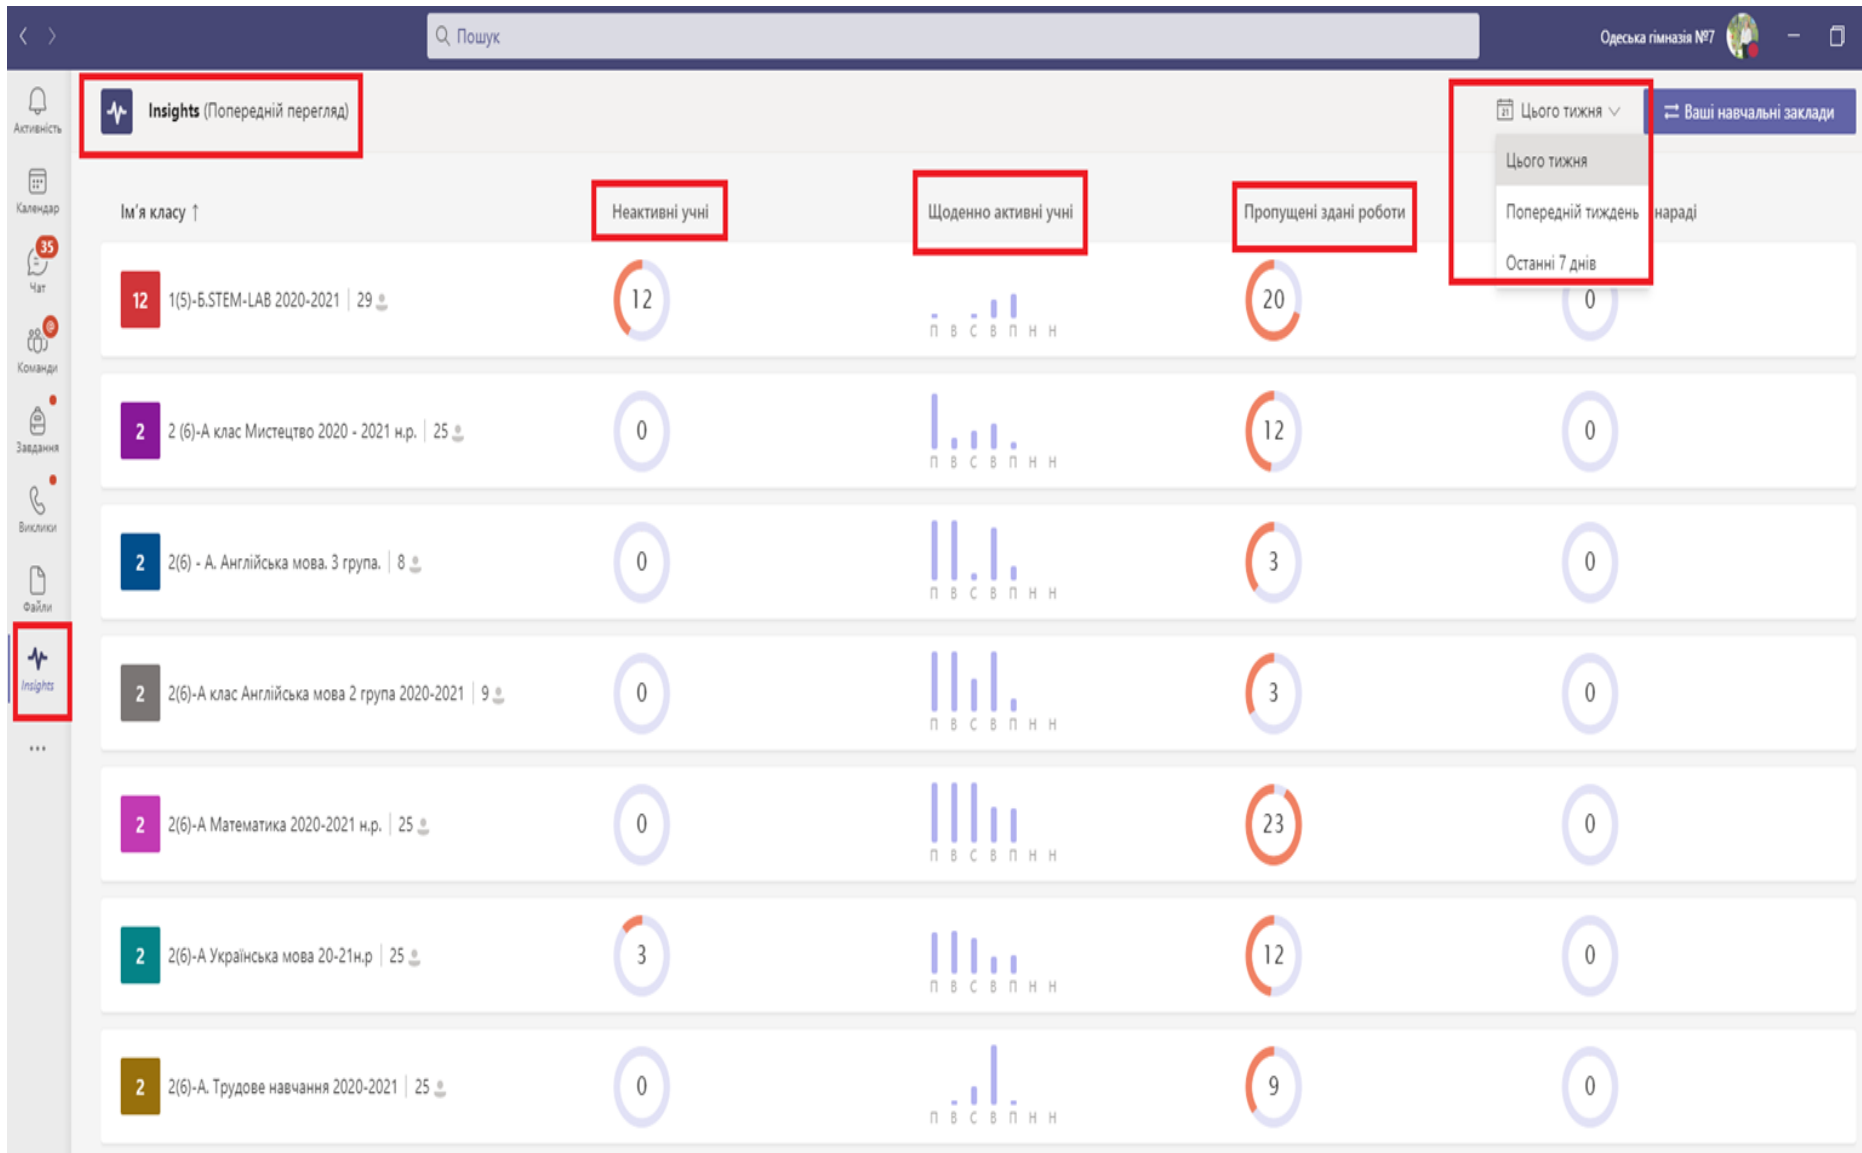 Пошук
Одеська гімназія №7
Insights (Попередній перегляд)
21 Цього тижня
Ваші навчальні заклади
Цього тижня
Попередній тиждень
Останні 7 днів
нараді
Активність
Календар
35
Чат
@
Команди
Завдання
Виклики
Файли
Insights
Ім'я класу ↑
Неактивні учні
Щоденно активні учні
Пропущені здані роботи
12 1(5)-Б.STEM-LAB 2020-2021 | 29
12
П В С В П Н Н
20
0
2 2 (6)-А клас Мистецтво 2020 - 2021 н.р. | 25
0
П В С В П Н Н
12
0
2 2(6) - А. Англійська мова. 3 група. | 8
0
П В С В П Н Н
3
0
2 2(6)-А клас Англійська мова 2 група 2020-2021 | 9
0
П В С В П Н Н
3
0
2 2(6)-А Математика 2020-2021 н.р. | 25
0
П В С В П Н Н
23
0
2 2(6)-А Українська мова 20-21н.р | 25
3
П В С В П Н Н
12
0
2 2(6)-А. Трудове навчання 2020-2021 | 25
0
П В С В П Н Н
9
0